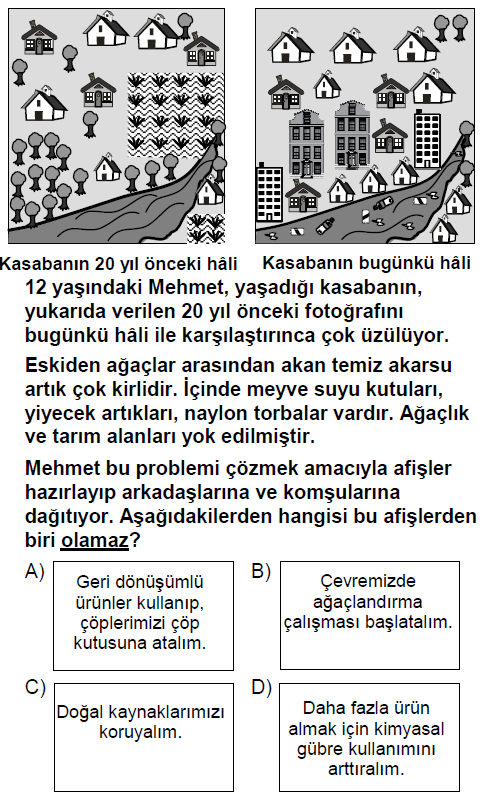 Kasabanın 20 yıl önceki hâli
Kasabanın bugünkü hâli
12 yaşındaki Mehmet, yaşadığı kasabanın,
yukarıda verilen 20 yıl önceki fotoğrafını
bugünkü hâli ile karşılaştırınca çok üzülüyor.
Eskiden ağaçlar arasından akan temiz akarsu
artık çok kirlidir. İçinde meyve suyu kutuları,
yiyecek artıkları, naylon torbalar vardır. Ağaçlık
ve tarım alanları yok edilmiştir.
Mehmet bu problemi çözmek amacıyla afişler
hazırlayıp arkadaşlarına ve komşularına
dağıtıyor. Aşağıdakilerden hangisi bu afişlerden
biri olamaz?
A)
Geri dönüşümlü
ürünler kullanıp,
çöplerimizi çöp
kutusuna atalım.
B)
Çevremizde
ağaçlandırma
çalışması başlatalım.
C)
Doğal kaynaklarımızı
koruyalım.
D)
Daha fazla ürün
almak için kimyasal
gübre kullanımını
arttıralım.